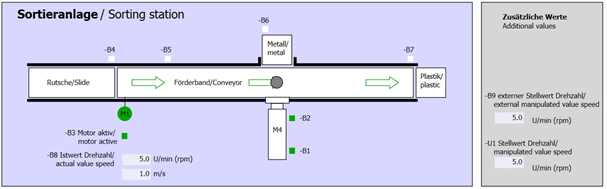 Sortieranlage / Sorting station
-B6
Metall/
metal
-B4
-B5
-B7
Rutsche/Slide
Förderband/Conveyor
Plastik/
plastic
M1
-B3 Motor aktiv/
motor active
M4
-B2
-B1
-B8 Istwert Drehzahl/
actual value speed
5.0
U/min (rpm)
1.0
m/s
Zusätzliche Werte
Additional values
-B9 externer Stellwert Drehzahl/
external manipulated value speed
5.0
U/min (rpm)
-U1 Stellwert Drehzahl/
manipulated value speed
5.0
U/min (rpm)